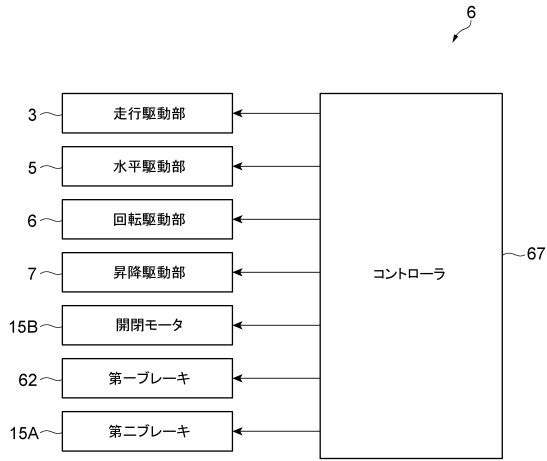 6
3 走行駆動部
5 水平駆動部
6 回転駆動部
7 昇降駆動部
コントローラ 67
15B 開閉モータ
62 第一ブレーキ
15A 第二ブレーキ